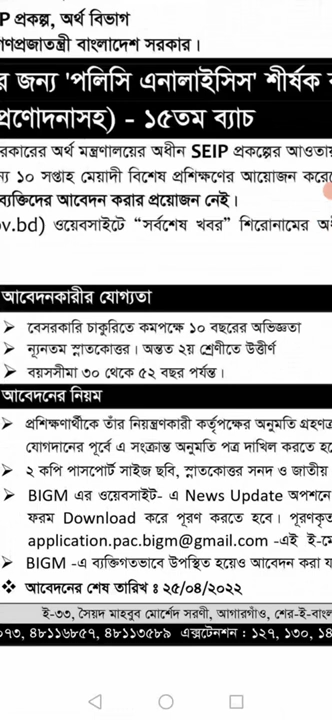 P প্রকল্প, অর্থ বিভাগ
গণপ্রজাতন্ত্রী বাংলাদেশ সরকার।
র জন্য 'পলিসি এনালাইসিস' শীর্ষক
প্রণোদনাসহ) - ১৫তম ব্যাচ
রকারের অর্থ মন্ত্রণালয়ের অধীন SEIP প্রকল্পের আওতায়
ন্য ১০ সপ্তাহ মেয়াদী বিশেষ প্রশিক্ষণের আয়োজন করে
ব্যক্তিদের আবেদন করার প্রয়োজন নেই।
ov.bd) ওয়েবসাইটে “সর্বশেষ খবর” শিরোনামের অ
আবেদনকারীর যোগ্যতা
➤ বেসরকারি চাকুরিতে কমপক্ষে ১০ বছরের অভিজ্ঞতা
➤ ন্যূনতম স্নাতকোত্তর। অন্তত ২য় শ্রেণীতে উত্তীর্ণ
➤ বয়সসীমা ৩০ থেকে ৫২ বছর পর্যন্ত।
আবেদনের নিয়ম
➤ প্রশিক্ষণার্থীকে তাঁর নিয়ন্ত্রণকারী কর্তৃপক্ষের অনুমতি গ্রহণ
যোগদানের পূর্বে এ সংক্রান্ত অনুমতি পত্র দাখিল করতে হ
➤ ২ কপি পাসপোর্ট সাইজ ছবি, স্নাতকোত্তর সনদ ও জাতীয়
➤ BIGM এর ওয়েবসাইট- এ News Update অপশনে
ফরম Download করে পূরণ করতে হবে। পূরণকৃত
application.pac.bigm@gmail.com -এই ই-মে
➤ BIGM -এ ব্যক্তিগতভাবে উপস্থিত হয়েও আবেদন করা য
❖ আবেদনের শেষ তারিখ ঃ ২৫/০৪/২০২২
ই-৩৩, সৈয়দ মাহবুব মোর্শেদ সরণী, আগারগাঁও, শের-ই-বাংল
০৭৩, ৪৮১১৬৮৫৭, ৪৮১১৩৫৮৯ এক্সটেনশন : ১২৭, ১৩০, ১৪